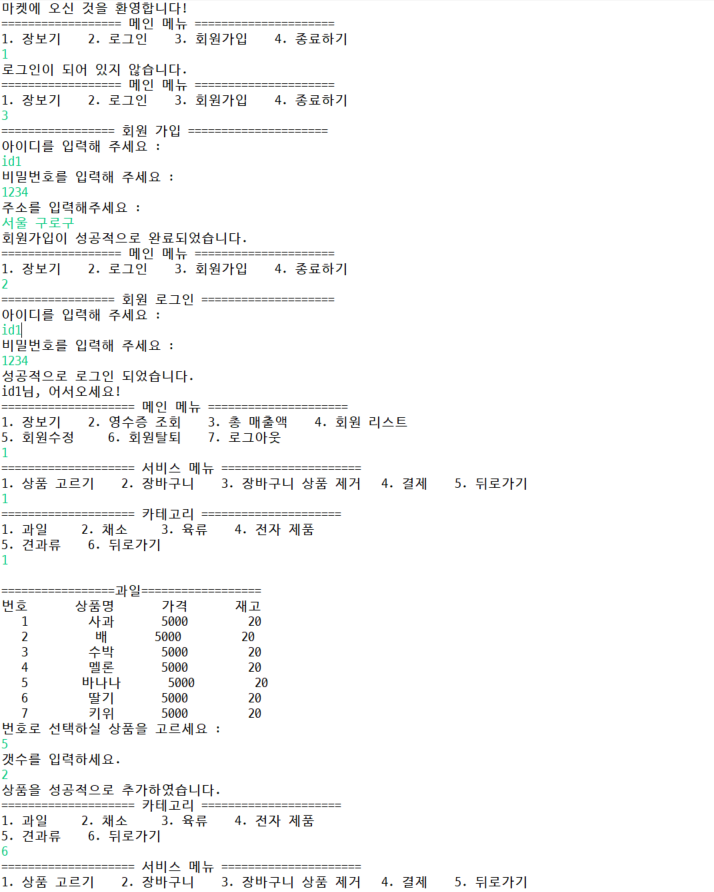 마켓에 오신 것을 환영합니다!
================== 메인 메뉴 =====================
1. 장보기    2. 로그인    3. 회원가입    4. 종료하기
1
로그인이 되어 있지 않습니다.
================== 메인 메뉴 =====================
1. 장보기    2. 로그인    3. 회원가입    4. 종료하기
3
================= 회원 가입 =====================
아이디를 입력해 주세요 :
id1
비밀번호를 입력해 주세요 :
1234
주소를 입력해주세요 :
서울 구로구
회원가입이 성공적으로 완료되었습니다.
================== 메인 메뉴 =====================
1. 장보기    2. 로그인    3. 회원가입    4. 종료하기
2
================= 회원 로그인 ====================
아이디를 입력해 주세요 :
id1
비밀번호를 입력해 주세요 :
1234
성공적으로 로그인 되었습니다.
id1님, 어서오세요!
==================== 메인 메뉴 =====================
1. 장보기    2. 영수증 조회    3. 총 매출액    4. 회원 리스트
5. 회원수정     6. 회원탈퇴    7. 로그아웃
1
==================== 서비스 메뉴 =====================
1. 상품 고르기    2. 장바구니    3. 장바구니 상품 제거   4. 결제    5. 뒤로가기
1
==================== 카테고리 =====================
1. 과일     2. 채소     3. 육류    4. 전자 제품
5. 견과류    6. 뒤로가기
1
=================과일==================
번호       상품명       가격       재고
1         사과       5000         20
2          배       5000         20
3         수박       5000         20
4         멜론       5000         20
5        바나나       5000         20
6         딸기       5000         20
7         키위       5000         20
번호로 선택하실 상품을 고르세요 :
5
갯수를 입력하세요.
2
상품을 성공적으로 추가하였습니다.
==================== 카테고리 =====================
1. 과일     2. 채소     3. 육류    4. 전자 제품
5. 견과류    6. 뒤로가기
6
==================== 서비스 메뉴 =====================
1. 상품 고르기    2. 장바구니    3. 장바구니 상품 제거   4. 결제    5. 뒤로가기